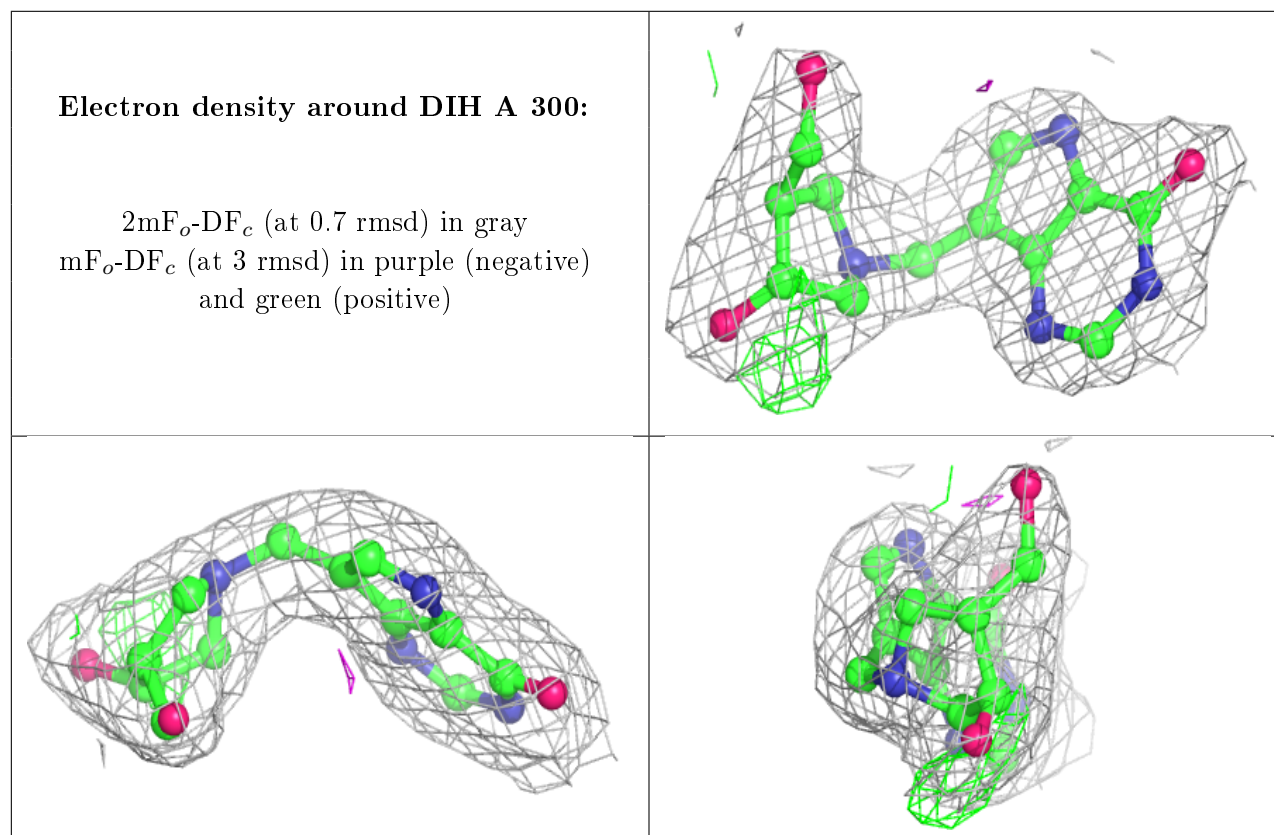 Electron density around DIH A 300:
2mFₒ-DF𝒸 (at 0.7 rmsd) in gray
mFₒ-DF𝒸 (at 3 rmsd) in purple (negative)
and green (positive)